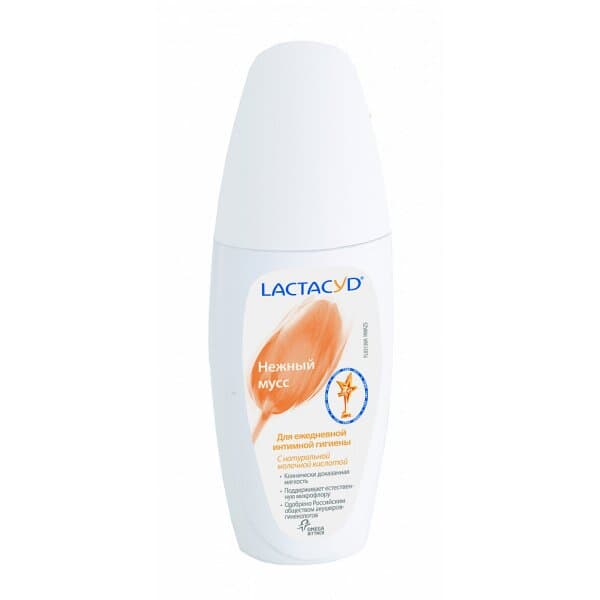 LACTACYD®
Нежный
мусс
Для ежедневной
интимной гигиены
С натуральной
молочной кислотой
• Клинически доказанная
мягкость
• Поддерживает естествен-
ную микрофлору
• Одобрено Российским
обществом акушеров-
гинекологов
OMEGA